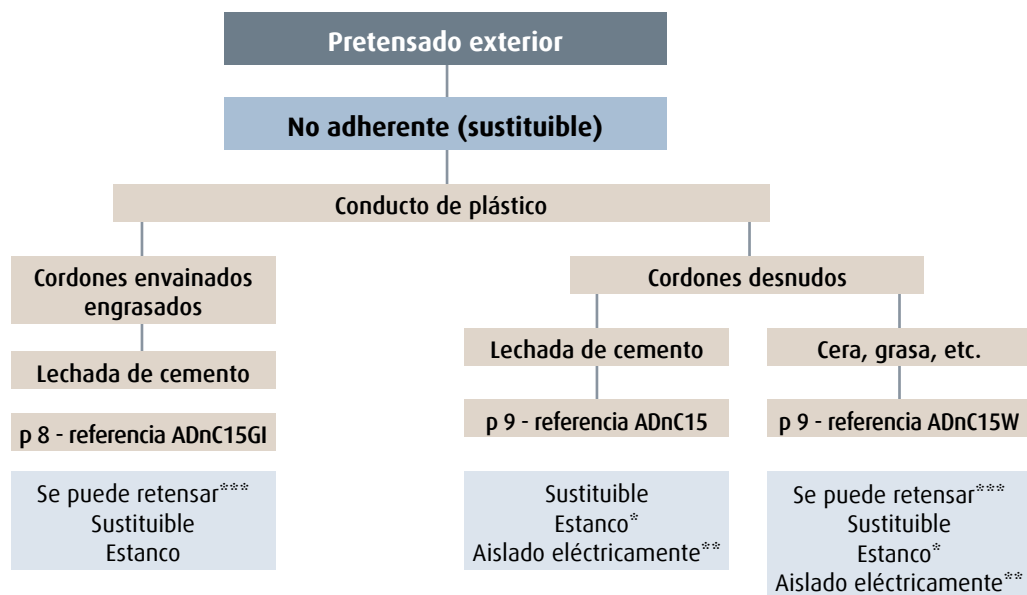 Pretensado exterior
No adherente (sustituible)
Conducto de plástico
Cordones envainados
engrasados
Lechada de cemento
p 8 - referencia ADnC15GI
Se puede retensar***
Sustituible
Estanco
Cordones desnudos
Lechada de cemento
p 9 - referencia ADnC15
Sustituible
Estanco*
Aislado eléctricamente**
Cera, grasa, etc.
p 9 - referencia ADnC15W
Se puede retensar***
Sustituible
Estanco*
Aislado eléctricamente**